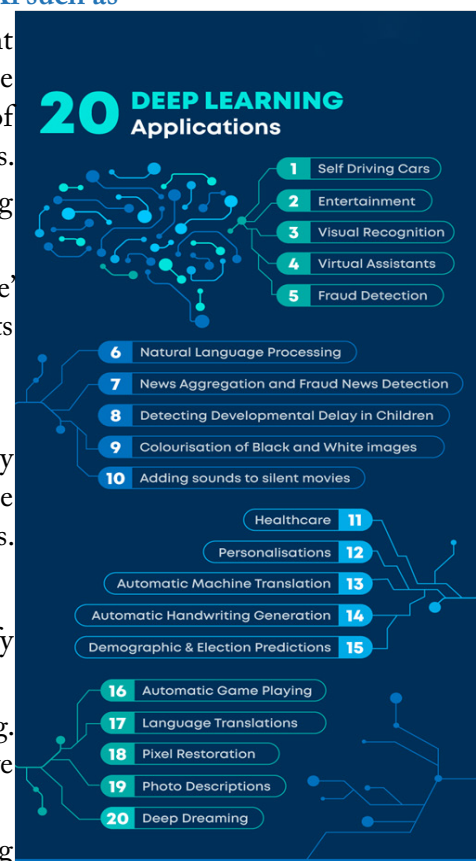 AI such as
20 DEEP LEARNING
Applications
1 Self Driving Cars
2 Entertainment
3 Visual Recognition
4 Virtual Assistants
5 Fraud Detection
6 Natural Language Processing
7 News Aggregation and Fraud News Detection
8 Detecting Developmental Delay in Children
9 Colourisation of Black and White images
10 Adding sounds to silent movies
Healthcare 11
Personalisations 12
Automatic Machine Translation 13
Automatic Handwriting Generation 14
Demographic & Election Predictions 15
16 Automatic Game Playing
17 Language Translations
18 Pixel Restoration
19 Photo Descriptions
20 Deep Dreaming